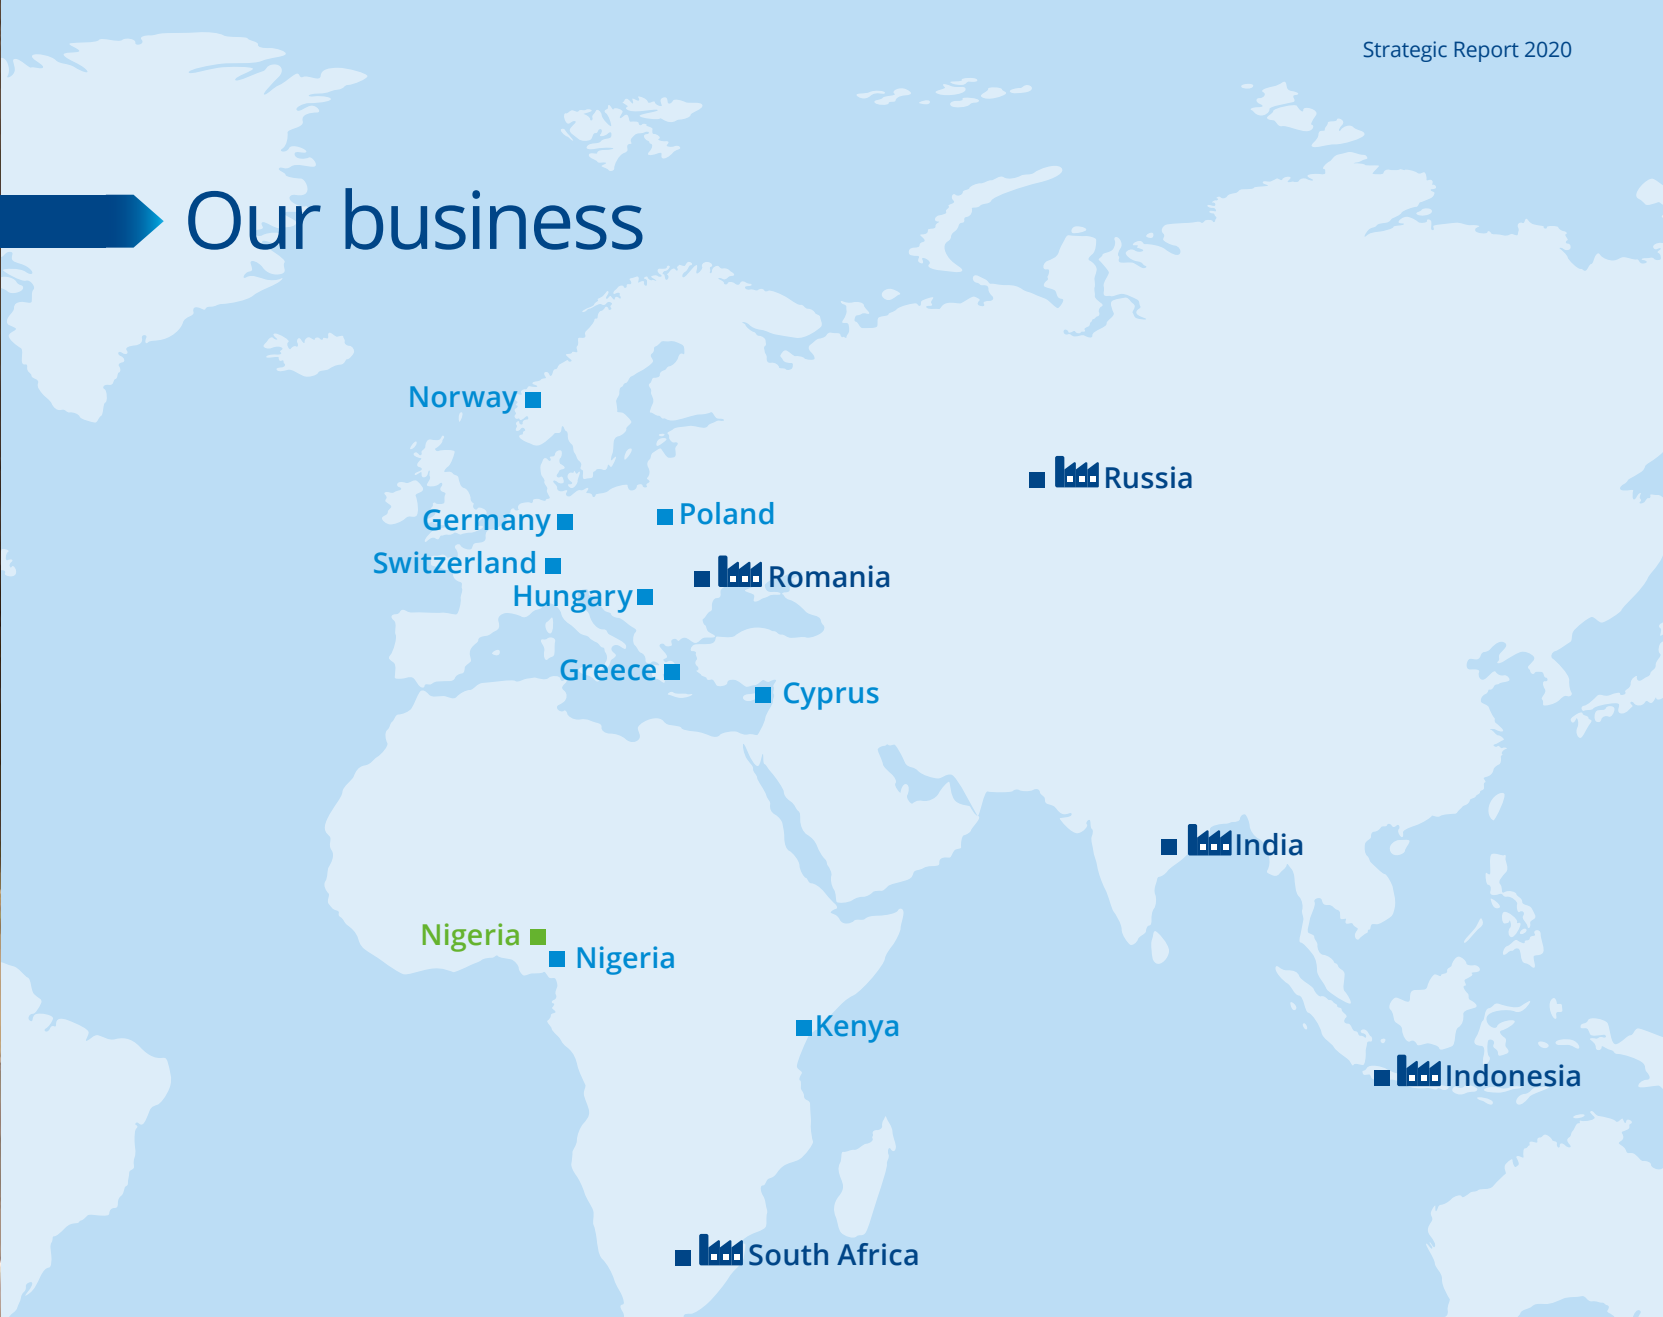 Strategic Report 2020
Our business
Norway
Russia
Germany
Poland
Switzerland
Romania
Hungary
Greece
Cyprus
India
Nigeria
Nigeria
Kenya
Indonesia
South Africa